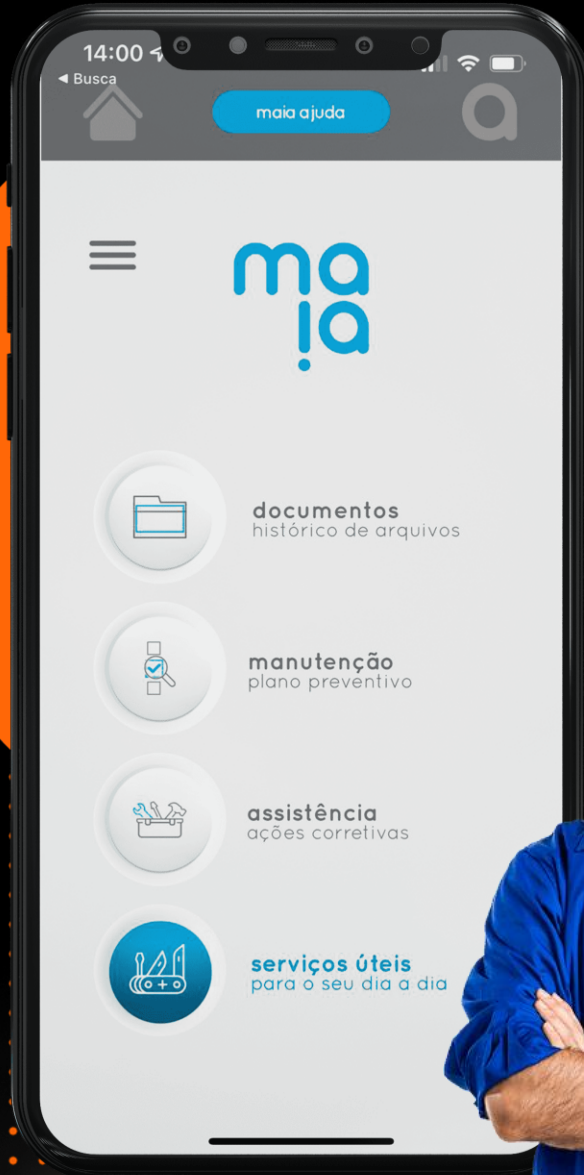 14:00
◀ Busca
maia ajuda
ma
ia
documentos
histórico de arquivos
manutenção
plano preventivo
assistência
ações corretivas
serviços úteis
para o seu dia a dia